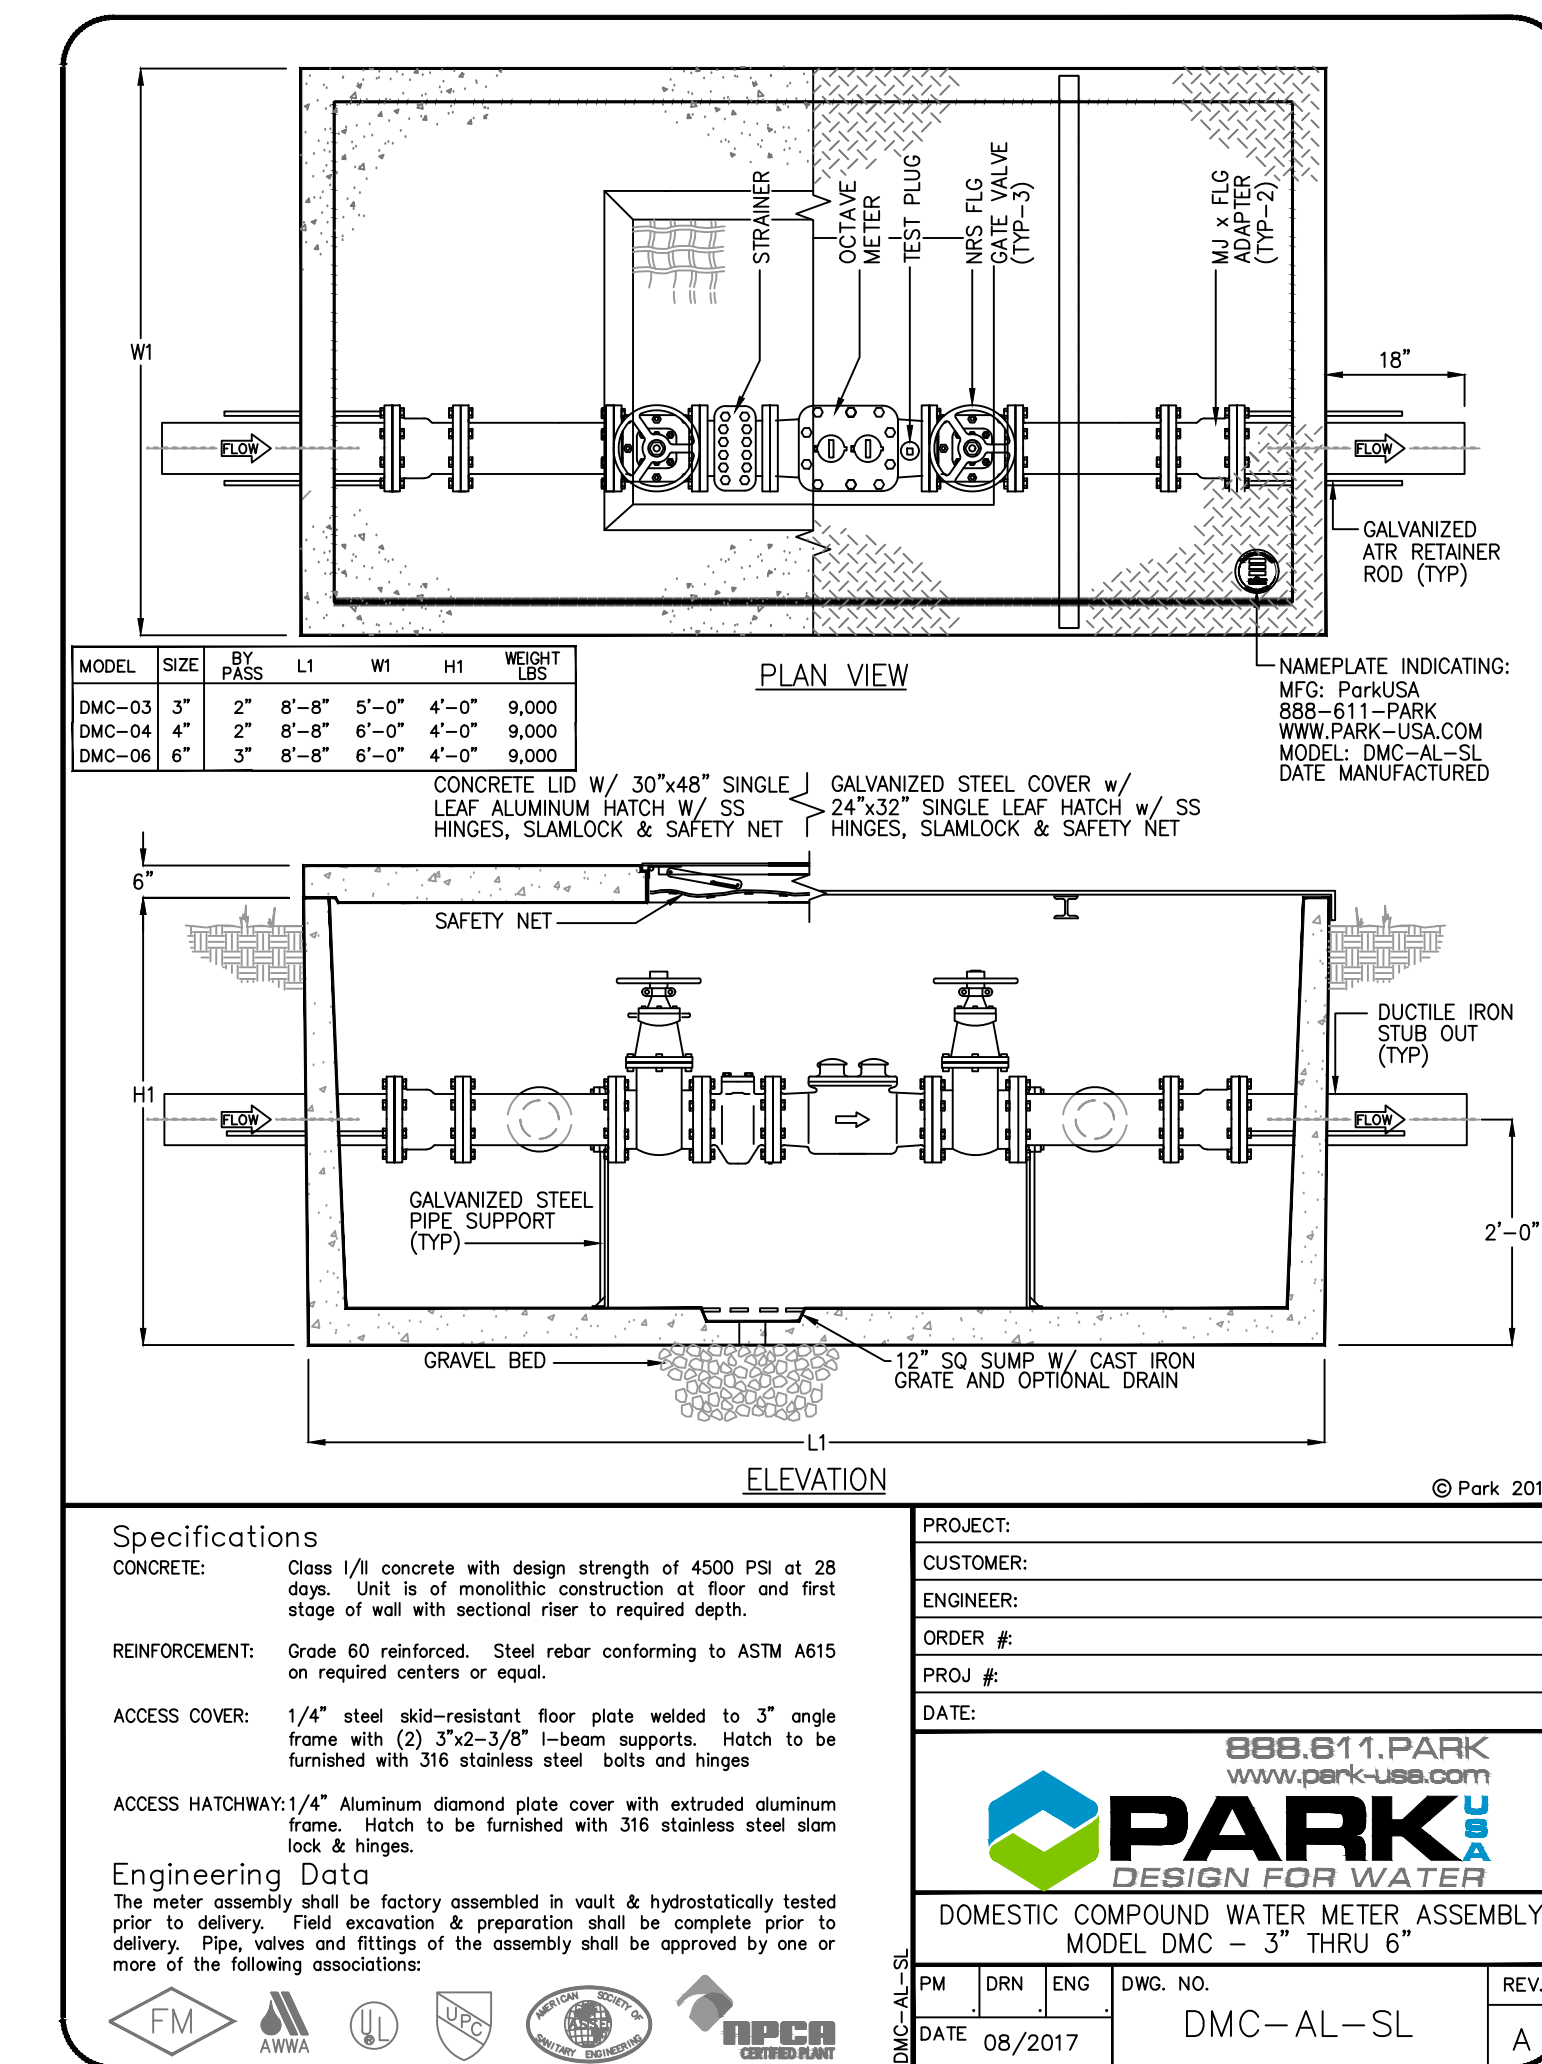 STRAINER
OCTAVE
METER
TEST PLUG
NRS FLG
GATE VALVE
(TYP-3)
MJ x FLG
ADAPTER
(TYP-2)
W1
18"
FLOW
FLOW
GALVANIZED
ATR RETAINER
ROD (TYP)
MODEL SIZE BY PASS L1 W1 H1 WEIGHT LBS
DMC-03 3" 2" 8'-8" 5'-0" 4'-0" 9,000
DMC-04 4" 2" 8'-8" 6'-0" 4'-0" 9,000
DMC-06 6" 3" 8'-8" 6'-0" 4'-0" 9,000
PLAN VIEW
NAMEPLATE INDICATING:
MFG: ParkUSA
888-611-PARK
WWW.PARK-USA.COM
MODEL: DMC-AL-SL
DATE MANUFACTURED
CONCRETE LID W/ 30"x48" SINGLE
LEAF ALUMINUM HATCH W/ SS
HINGES, SLAMLOCK & SAFETY NET
GALVANIZED STEEL COVER w/
24"x32" SINGLE LEAF HATCH w/ SS
HINGES, SLAMLOCK & SAFETY NET
6"
SAFETY NET
DUCTILE IRON
STUB OUT
(TYP)
H1
FLOW
FLOW
GALVANIZED STEEL
PIPE SUPPORT
(TYP)
2'-0"
GRAVEL BED
12" SQ SUMP W/ CAST IRON
GRATE AND OPTIONAL DRAIN
L1
ELEVATION
© Park 201
Specifications
CONCRETE: Class I/II concrete with design strength of 4500 PSI at 28
days. Unit is of monolithic construction at floor and first
stage of wall with sectional riser to required depth.
REINFORCEMENT: Grade 60 reinforced. Steel rebar conforming to ASTM A615
on required centers or equal.
ACCESS COVER: 1/4" steel skid-resistant floor plate welded to 3" angle
frame with (2) 3"x2-3/8" I-beam supports. Hatch to be
furnished with 316 stainless steel bolts and hinges
ACCESS HATCHWAY: 1/4" Aluminum diamond plate cover with extruded aluminum
frame. Hatch to be furnished with 316 stainless steel slam
lock & hinges.
Engineering Data
The meter assembly shall be factory assembled in vault & hydrostatically tested
prior to delivery. Field excavation & preparation shall be complete prior to
delivery. Pipe, valves and fittings of the assembly shall be approved by one or
more of the following associations:
FM
AWWA
UL
UPC
AMERICAN SOCIETY OF
ASSE
SANITARY ENGINEERING
NPCA
CERTIFIED PLANT
DMC-AL-SL
PROJECT:
CUSTOMER:
ENGINEER:
ORDER #:
PROJ #:
DATE:
888.611.PARK
www.park-usa.com
PARK USA
DESIGN FOR WATER
DOMESTIC COMPOUND WATER METER ASSEMBLY
MODEL DMC - 3" THRU 6"
PM DRN ENG DWG. NO. REV.
DMC-AL-SL
DATE 08/2017
A